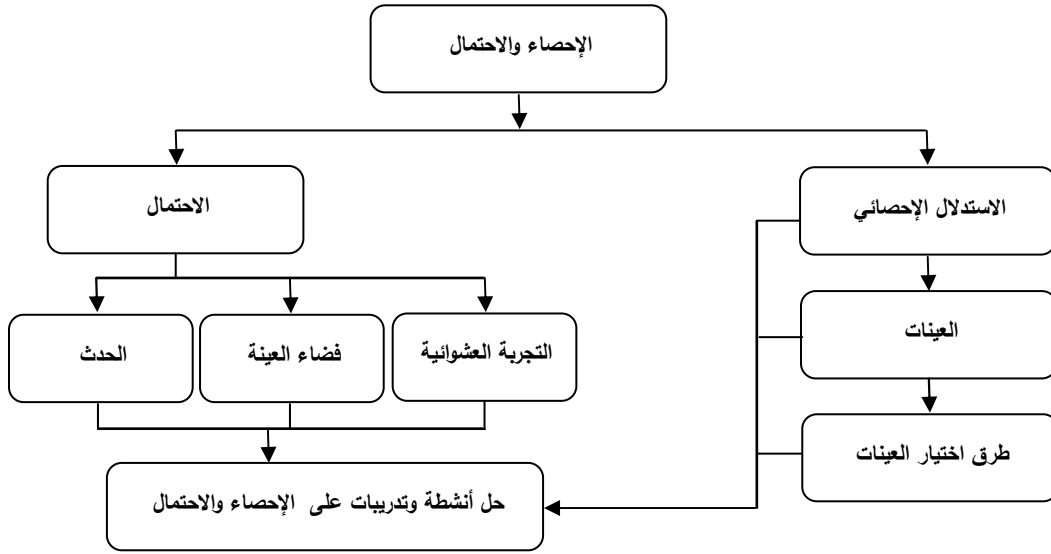 الإحصاء والاحتمال
الاستدلال الإحصائي
الاحتمال
العينات
التجربة العشوائية
فضاء العينة
الحدث
طرق اختيار العينات
حل أنشطة وتدريبات على الإحصاء والاحتمال